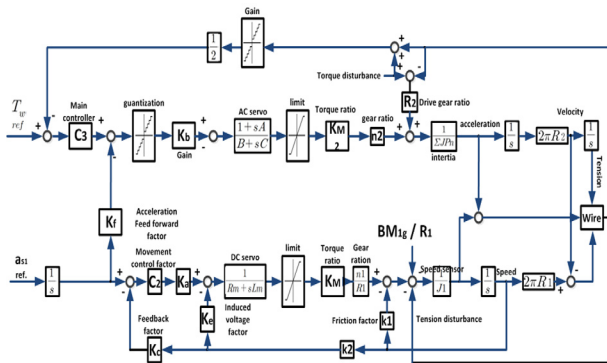 Gain
1
2
Torque disturbance
R2
Drive gear ratio
T w
ref
Main
controller
C3
guantization
Kb
Gain
AC servo
1 + sA
B + sC
limit
Torque ratio
KM
2
gear ratio
n2
1
ΣJPn
intertia
acceleration
1
s
Velocity
2πR2
1
s
Tension
Wire
Kf
Acceleration
Feed forward
factor
BM1g / R1
as1
ref.
1
s
Movement
control factor
C2
Ka
DC servo
1
Rm + sLm
Induced
voltage
factor
limit
Torque
ratio
KM
Gear
ration
n1
R1
Speed sensor
1
J1
1
s
Speed
2πR1
Ke
Friction factor
k1
Tension disturbance
Feedback
factor
Kc
k2